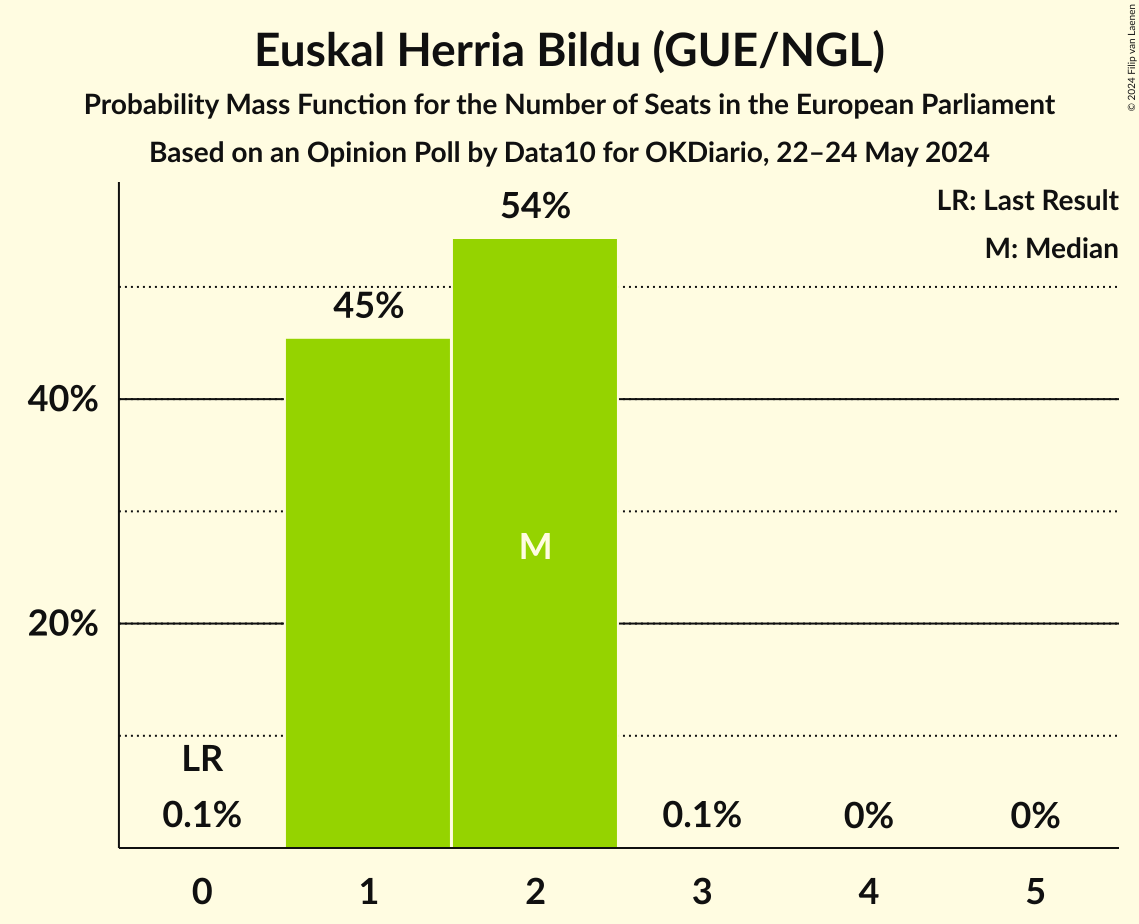 Euskal Herria Bildu (GUE/NGL)
Probability Mass Function for the Number of Seats in the European Parliament
Based on an Opinion Poll by Data10 for OKDiario, 22–24 May 2024
© 2024 Filip van Laenen
LR: Last Result
M: Median
54%
45%
40%
M
20%
LR
0.1%
0.1%
0%
0%
0 1 2 3 4 5